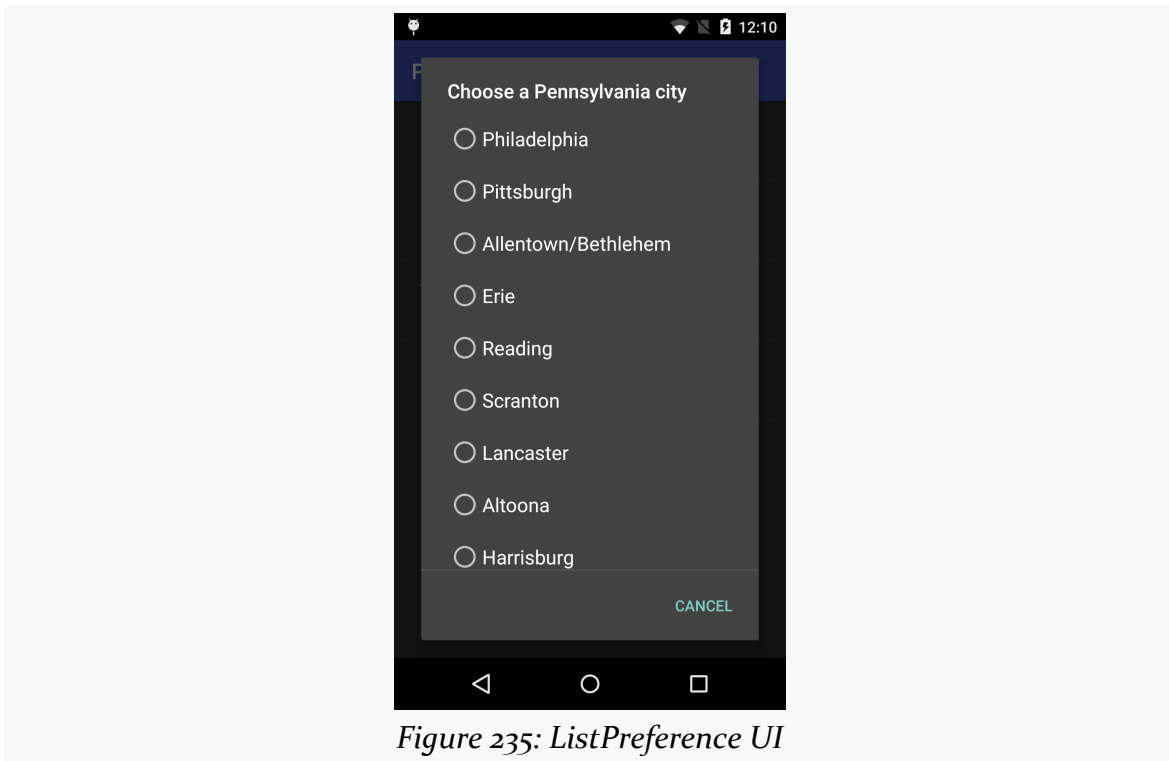 12:10
P
Choose a Pennsylvania city
Philadelphia
Pittsburgh
Allentown/Bethlehem
Erie
Reading
Scranton
Lancaster
Altoona
Harrisburg
CANCEL
Figure 235: ListPreference UI